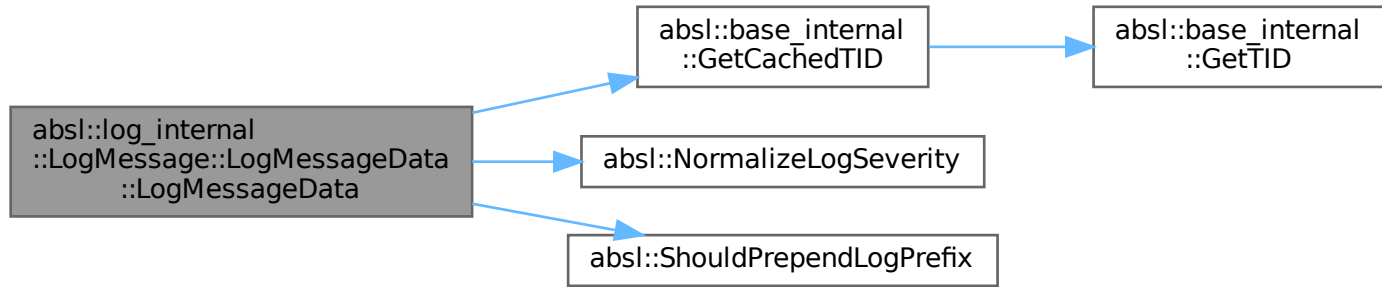 absl::log_internal
::LogMessage::LogMessageData
::LogMessageData
absl::base_internal
::GetCachedTID
absl::base_internal
::GetTID
absl::NormalizeLogSeverity
absl::ShouldPrependLogPrefix